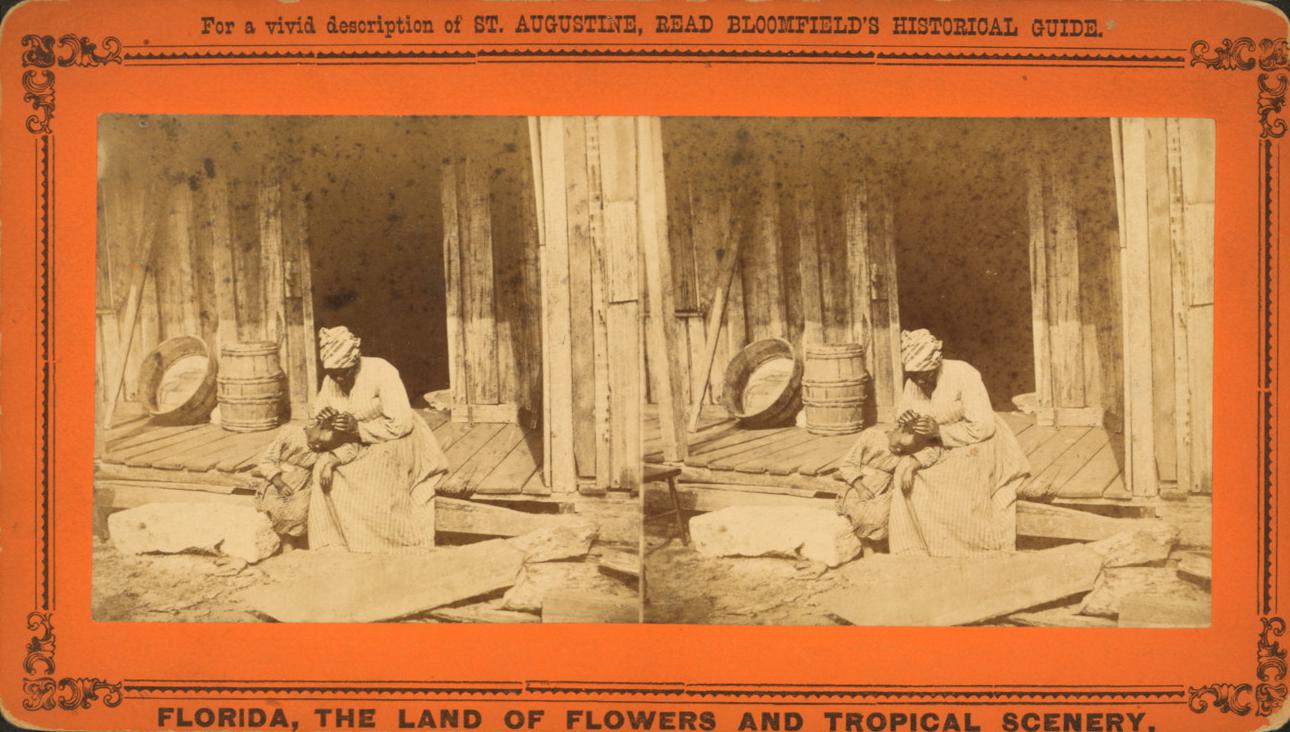 For a vivid description of ST. AUGUSTINE, READ BLOOMFIELD'S HISTORICAL GUIDE.
FLORIDA, THE LAND OF FLOWERS AND TROPICAL SCENERY.